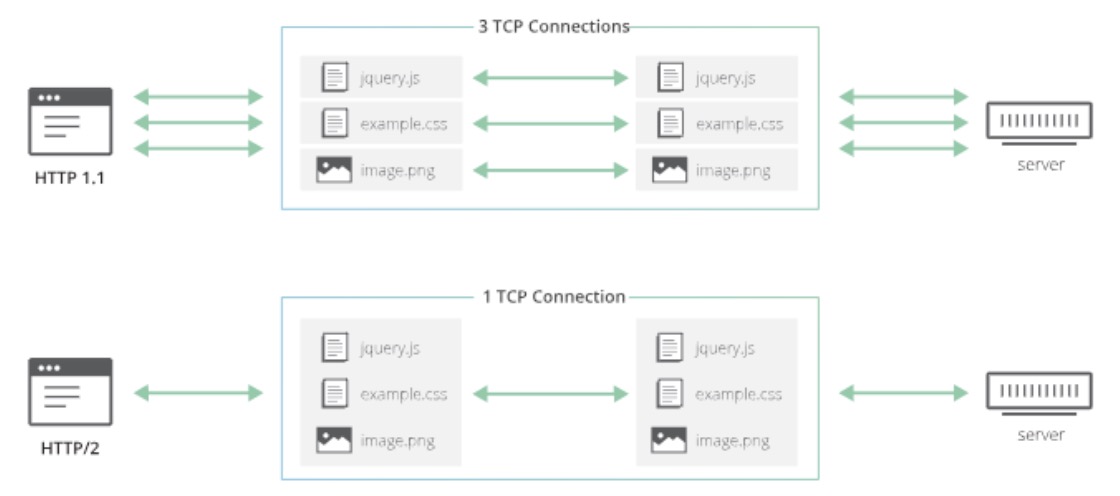 3 TCP Connections
jquery.js
jquery.js
example.css
example.css
image.png
image.png
HTTP 1.1
server
1 TCP Connection
jquery.js
jquery.js
example.css
example.css
image.png
image.png
HTTP/2
server